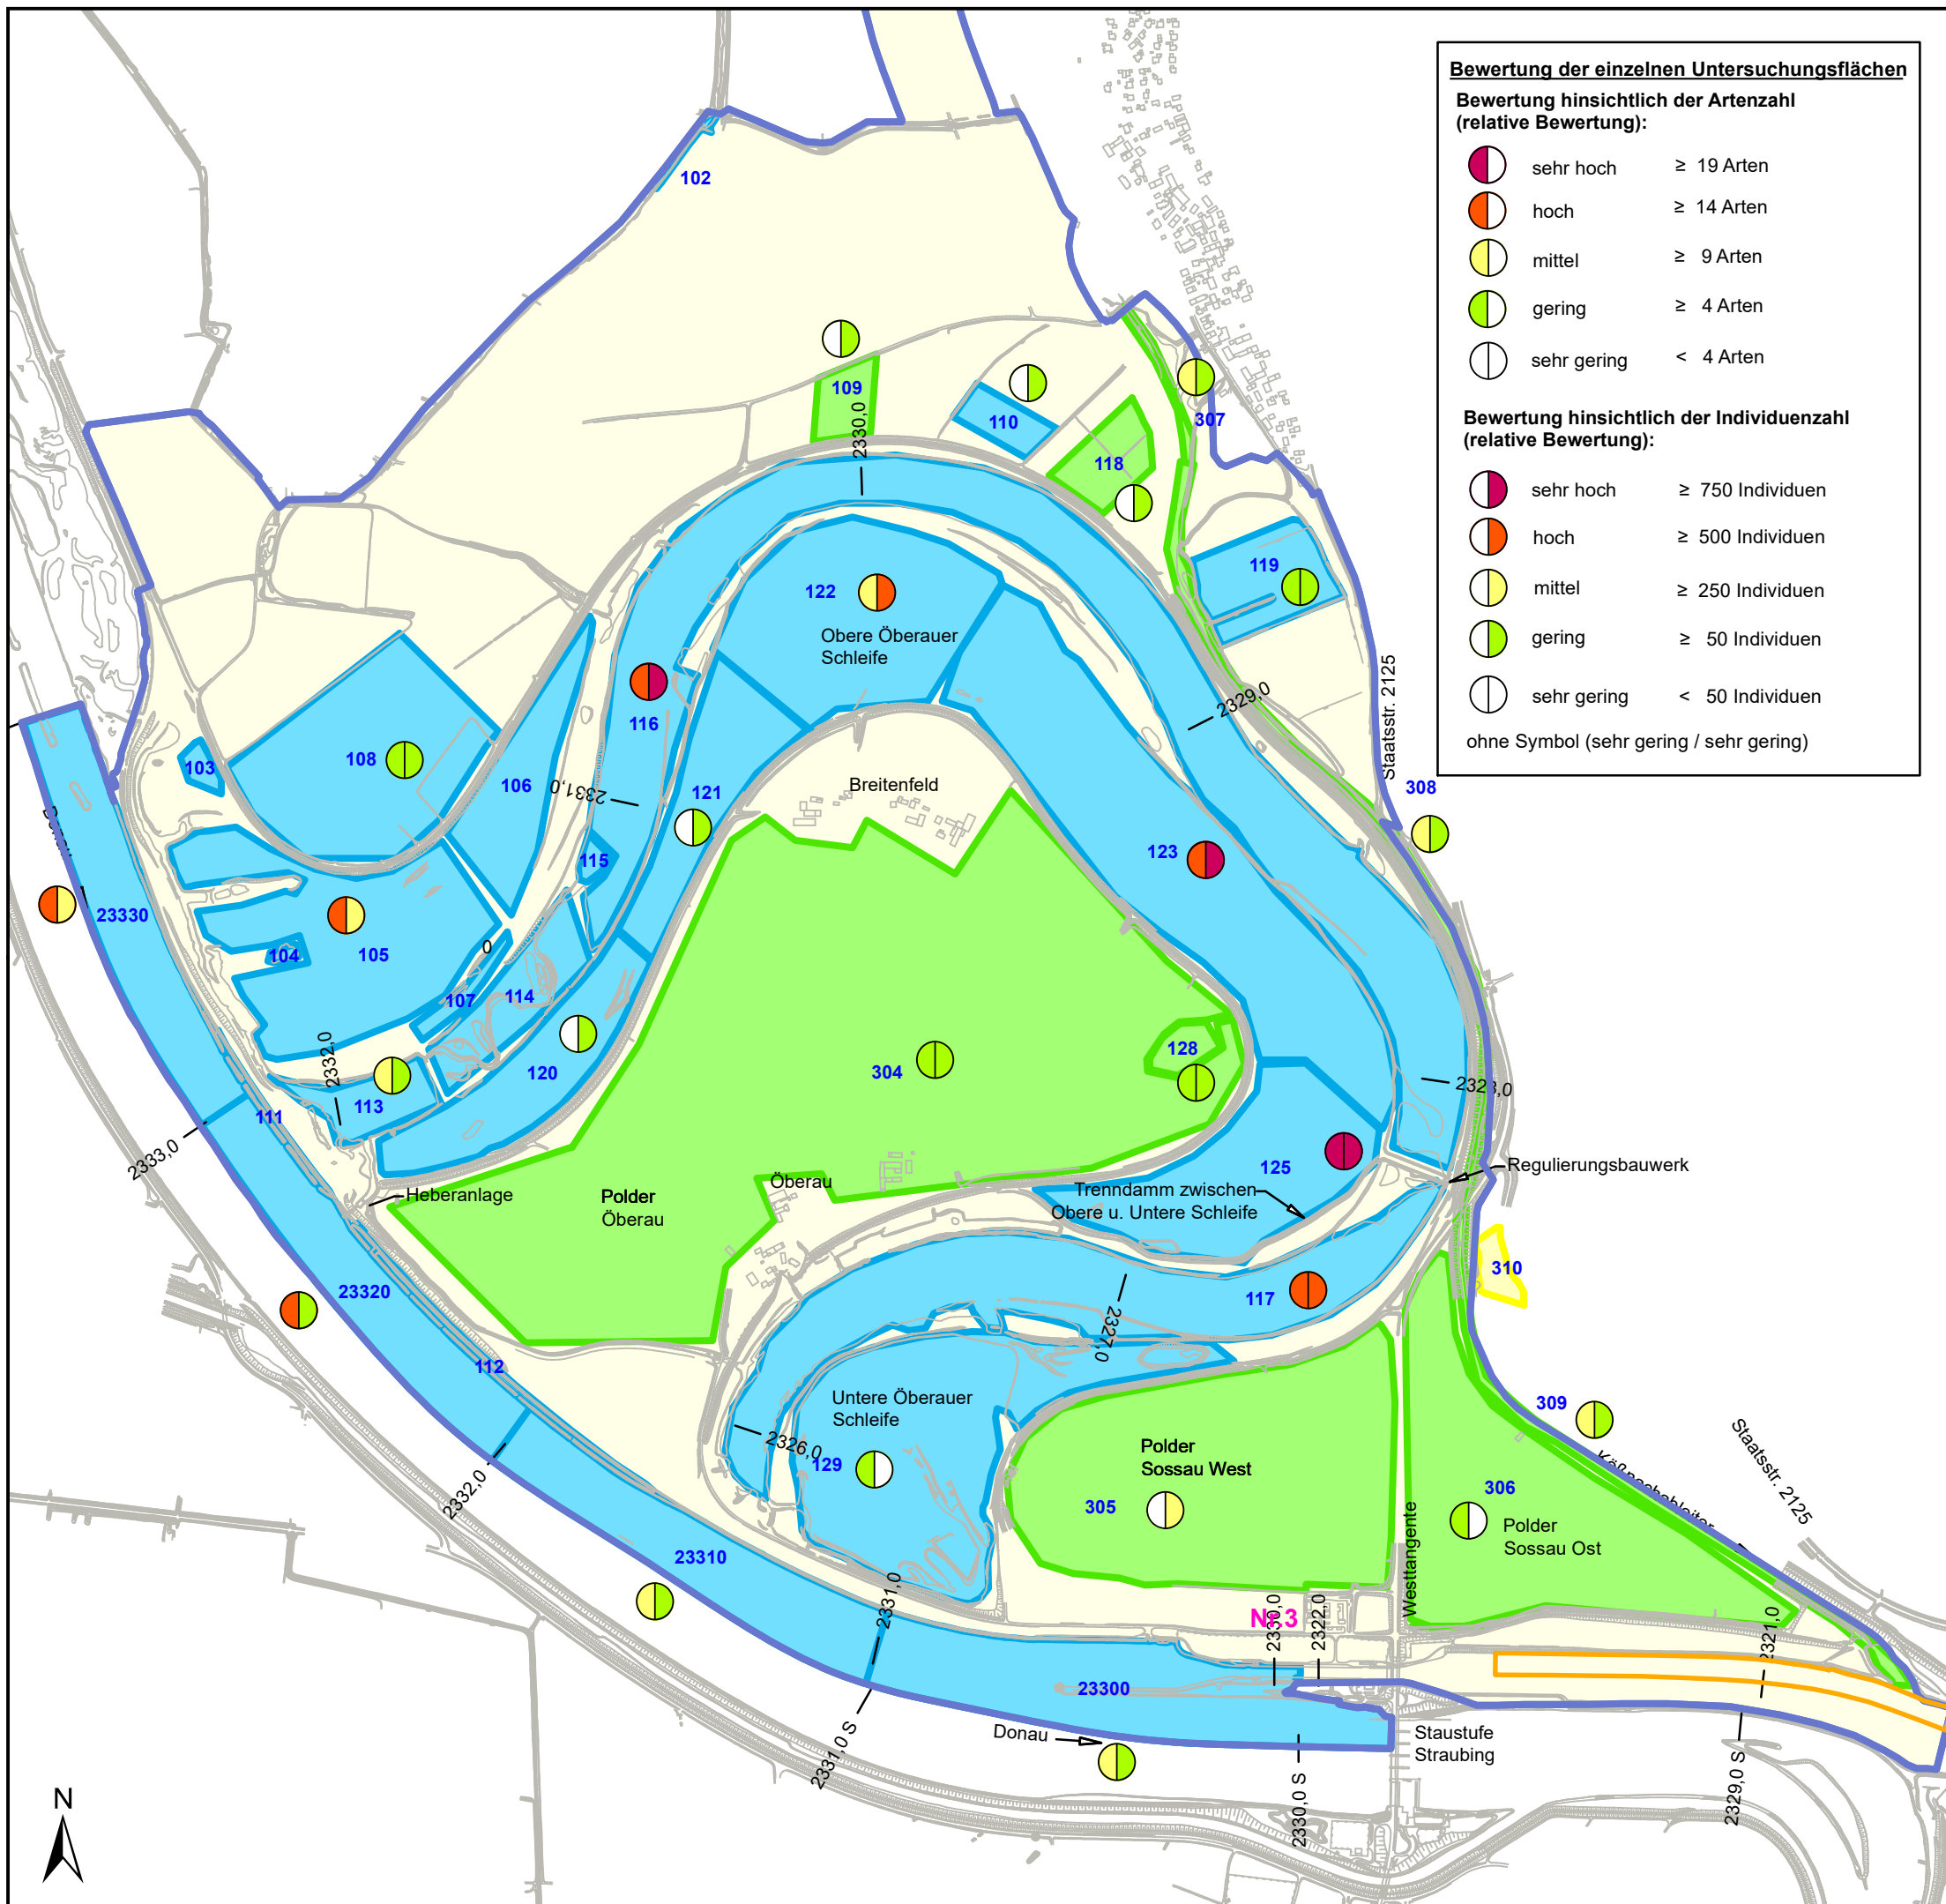 Bewertung der einzelnen Untersuchungsflächen
Bewertung hinsichtlich der Artenzahl
(relative Bewertung):
sehr hoch ≥ 19 Arten
hoch ≥ 14 Arten
mittel ≥ 9 Arten
gering ≥ 4 Arten
sehr gering < 4 Arten
Bewertung hinsichtlich der Individuenzahl
(relative Bewertung):
sehr hoch ≥ 750 Individuen
hoch ≥ 500 Individuen
mittel ≥ 250 Individuen
gering ≥ 50 Individuen
sehr gering < 50 Individuen
ohne Symbol (sehr gering / sehr gering)
102
109
2330,0
110
307
118
119
122
Obere Öberauer
Schleife
116
2329,0
Staatsstr. 2125
108
103
106
2331,0
121
Breitenfeld
308
115
123
23330
104
105
0
107
114
2332,0
120
304
128
113
111
2333,0
125
Regulierungsbauwerk
Heberanlage
Polder
Öberau
Öberau
Trenndamm zwischen
Obere u. Untere Schleife
23320
117
310
2327,0
112
Untere Öberauer
Schleife
2326,0
129
309
Polder
Sossau West
305
306
Polder
Sossau Ost
Westtangente
Staatsstr. 2125
2332,0
23310
2331,0
Nr.3
2330,0
2322,0
2321,0
23300
Donau
2331,0 S
2330,0 S
Staustufe
Straubing
2329,0 S
N